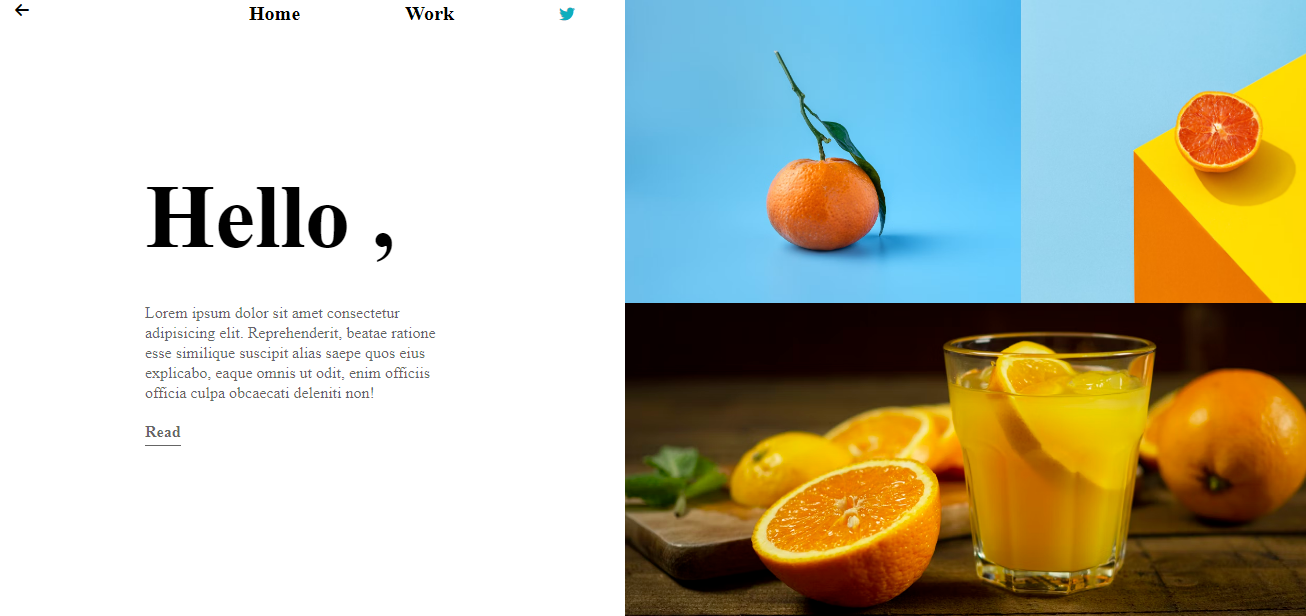 Home Work
Hello ,
Lorem ipsum dolor sit amet consectetur
adipisicing elit. Reprehenderit, beatae ratione
esse similique suscipit alias saepe quos eius
explicabo, eaque omnis ut odit, enim officiis
officia culpa obcaecati deleniti non!
Read